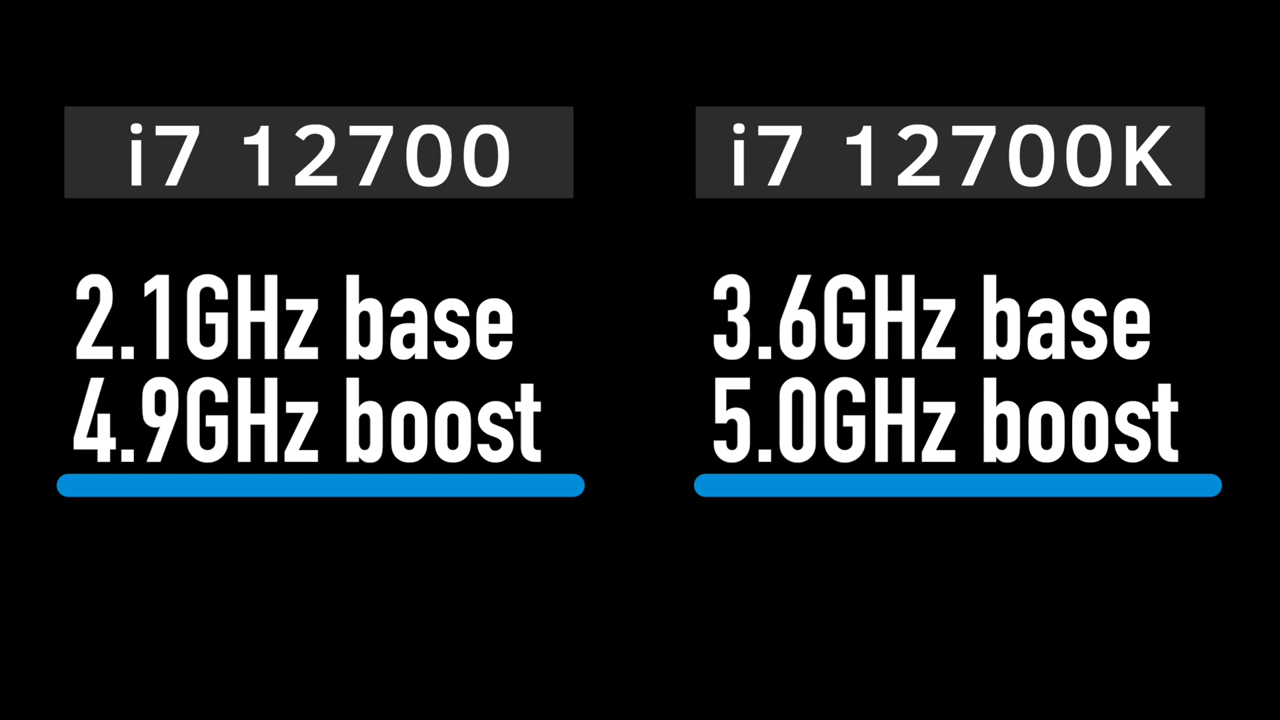 i7 12700
2.1GHz base
4.9GHz boost
i7 12700K
3.6GHz base
5.0GHz boost